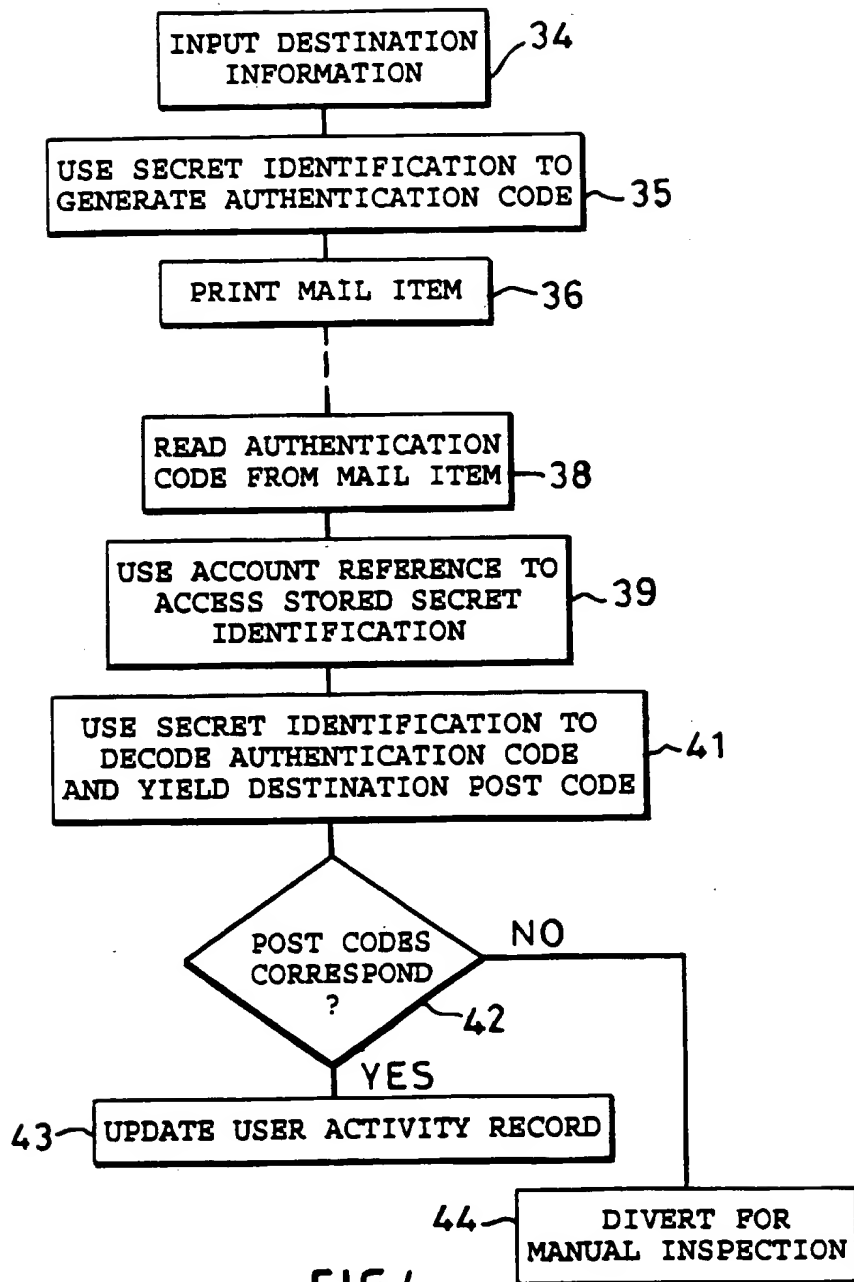 INPUT DESTINATION
INFORMATION
34
USE SECRET IDENTIFICATION TO
GENERATE AUTHENTICATION CODE
35
PRINT MAIL ITEM
36
READ AUTHENTICATION
CODE FROM MAIL ITEM
38
USE ACCOUNT REFERENCE TO
ACCESS STORED SECRET
IDENTIFICATION
39
USE SECRET IDENTIFICATION TO
DECODE AUTHENTICATION CODE
AND YIELD DESTINATION POST CODE
41
POST CODES
CORRESPOND
?
42
NO
YES
43
UPDATE USER ACTIVITY RECORD
44
DIVERT FOR
MANUAL INSPECTION